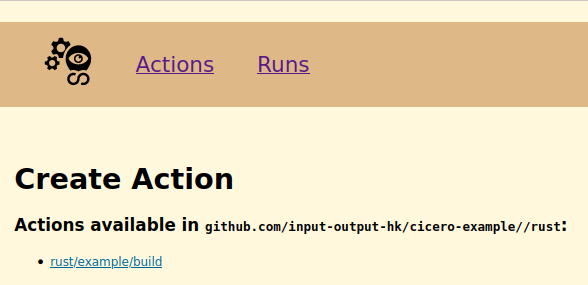 Actions Runs
Create Action
Actions available in github.com/input-output-hk/cicero-example//rust:
rust/example/build